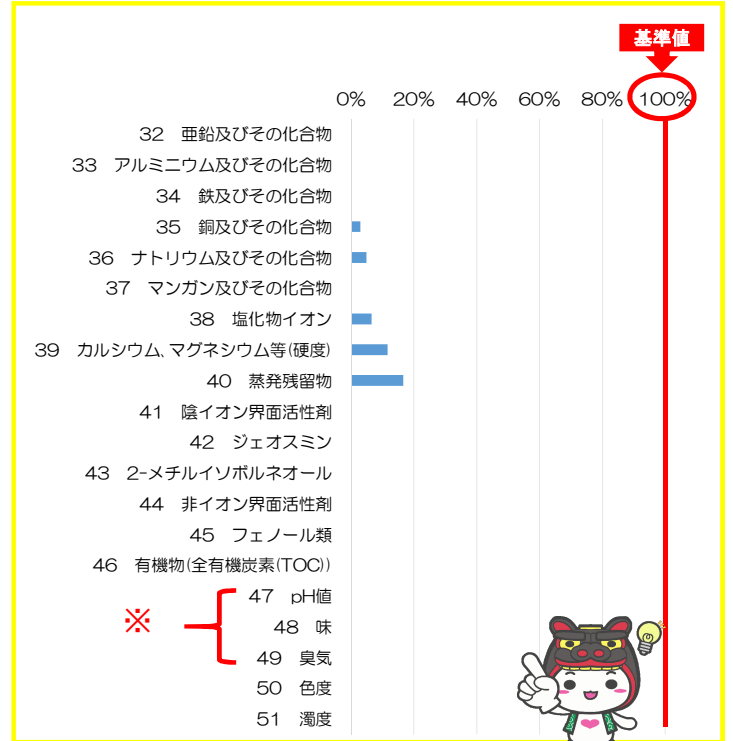 基準値
0% 20% 40% 60% 80% 100%
32 亜鉛及びその化合物
33 アルミニウム及びその化合物
34 鉄及びその化合物
35 銅及びその化合物
36 ナトリウム及びその化合物
37 マンガン及びその化合物
38 塩化物イオン
39 カルシウム、マグネシウム等(硬度)
40 蒸発残留物
41 陰イオン界面活性剤
42 ジェオスミン
43 2-メチルイソボルネオール
44 非イオン界面活性剤
45 フェノール類
46 有機物(全有機炭素(TOC))
47 pH値
※ 48 味
49 臭気
50 色度
51 濁度